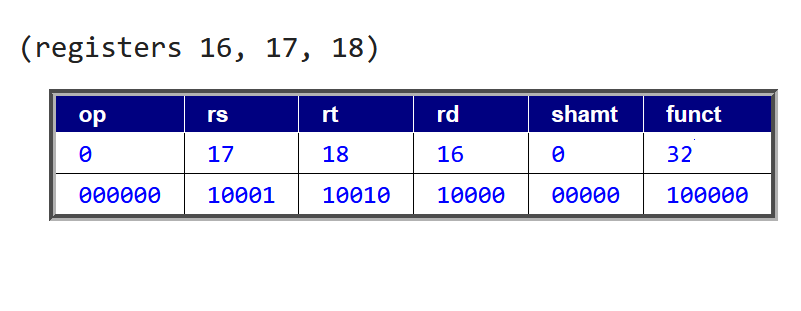 (registers 16, 17, 18)
op rs rt rd shamt funct
0 17 18 16 0 32
000000 10001 10010 10000 00000 100000